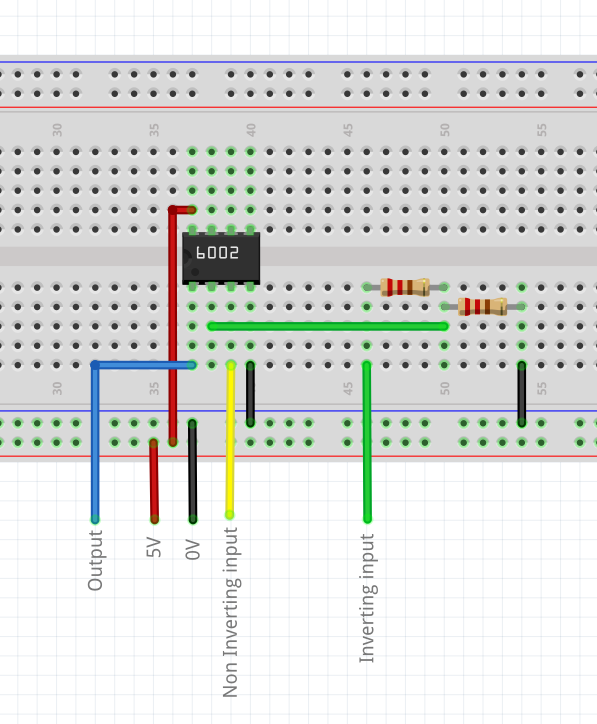 30 35 40 45 50 55
6002
30 35 45 50 55
Output
5V
0V
Non Inverting input
Inverting input